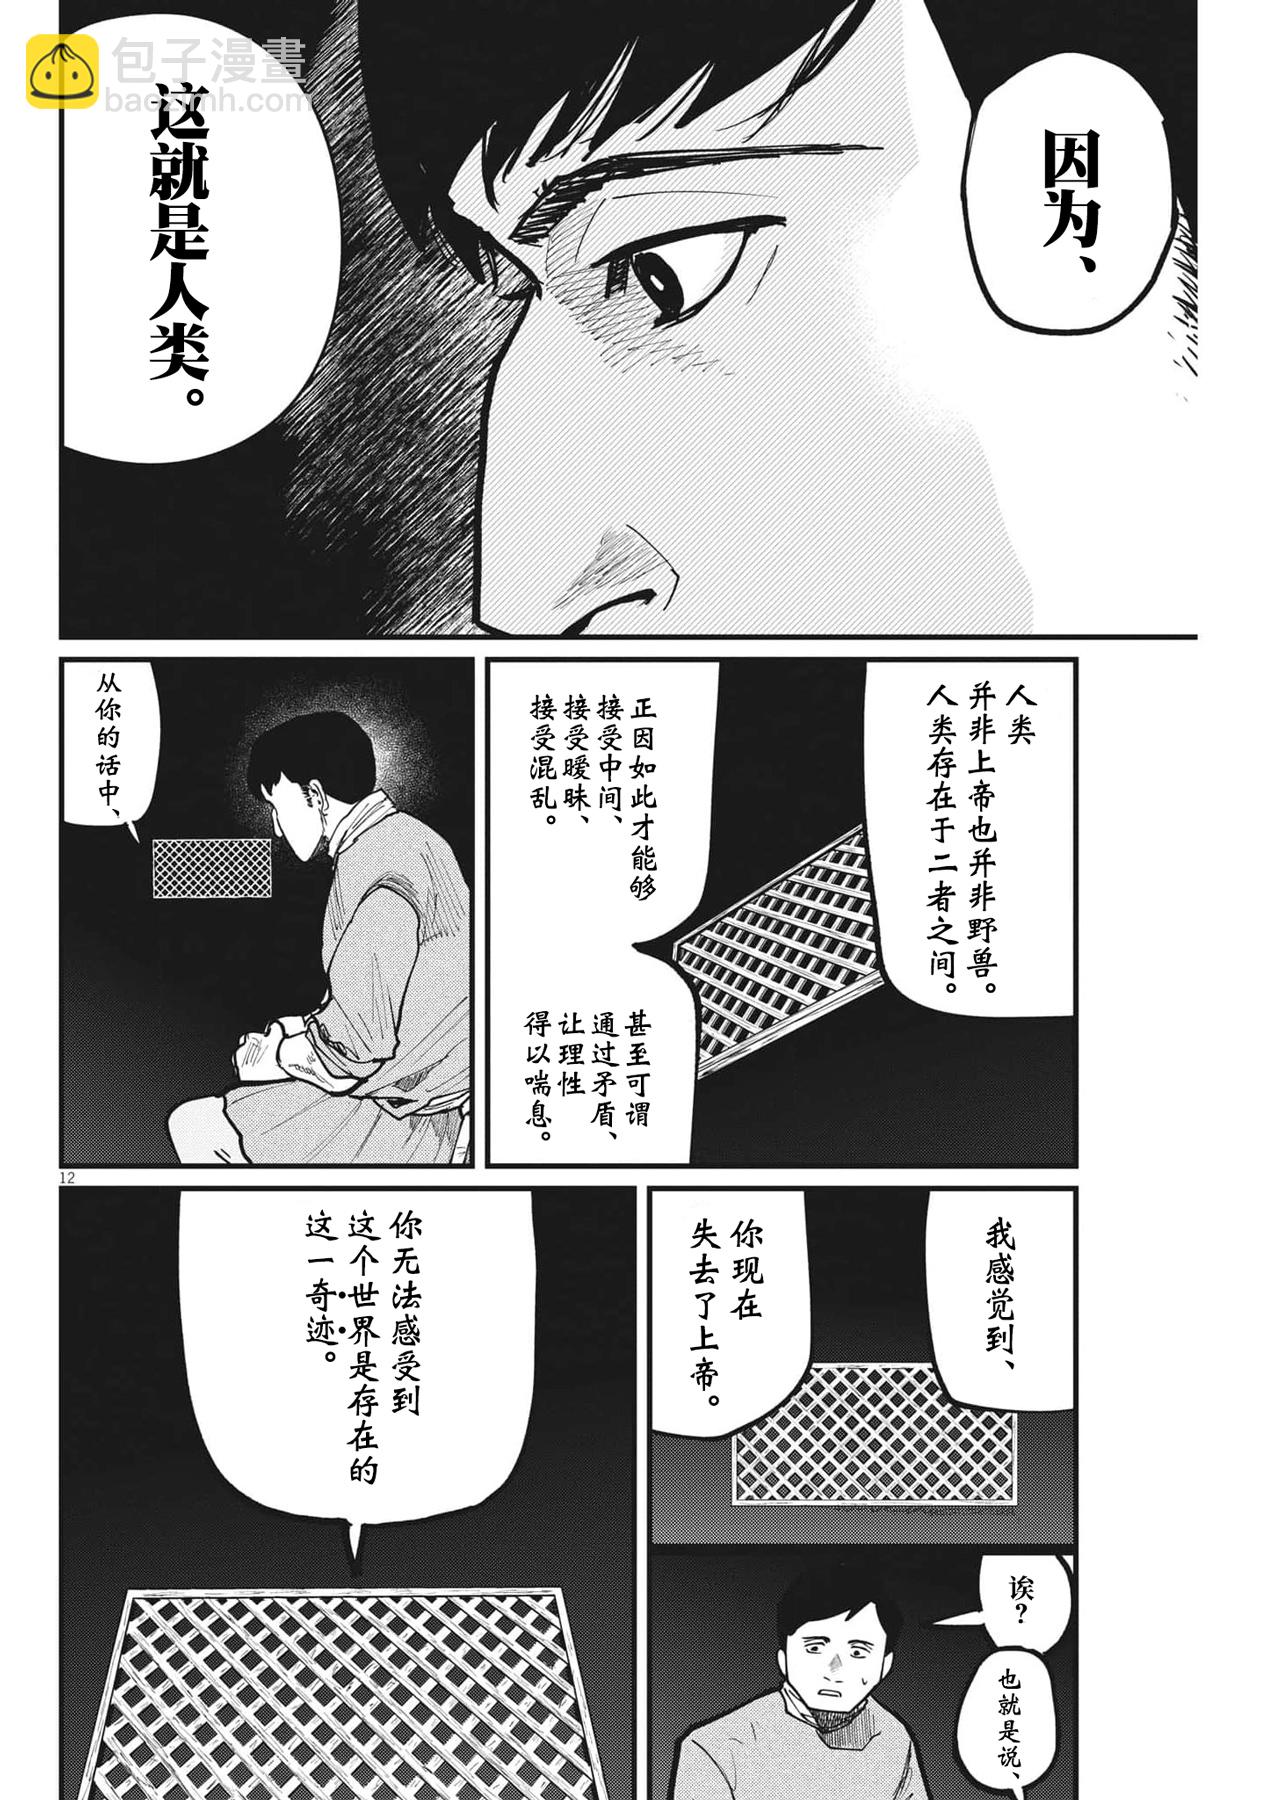 包子漫畫
baozimh.com
因为、
这就是人类。
人类
并非上帝也并非野兽。
人类存在于二者之间。
正因如此才能够
接受中间、
接受暧昧、
接受混乱。
甚至可谓
通过矛盾、
让理性
得以喘息。
从你的话中、
12
我感觉到、
你现在
失去了上帝。
诶?
也就是说、
你无法感受到
这个世界是存在的
这一奇迹。